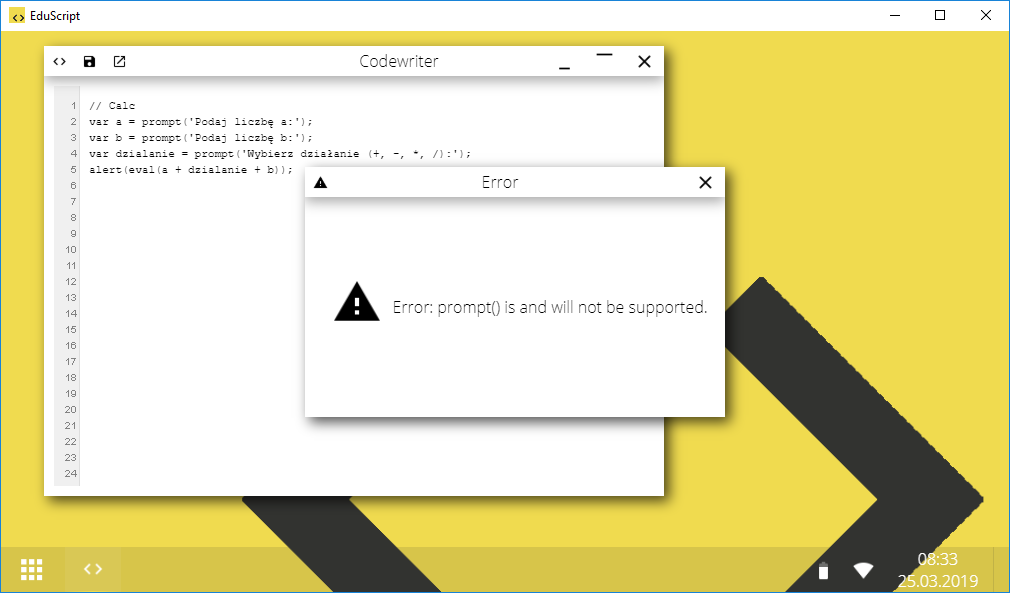 EduScript
Codewriter
1 // Calc
2 var a = prompt('Podaj liczbę a:');
3 var b = prompt('Podaj liczbę b:');
4 var dzialanie = prompt('Wybierz działanie (+, -, *, /):');
5 alert(eval(a + dzialanie + b));
6
7
8
9
10
11
12
13
14
15
16
17
18
19
20
21
22
23
24
Error
Error: prompt() is and will not be supported.
08:33
25.03.2019